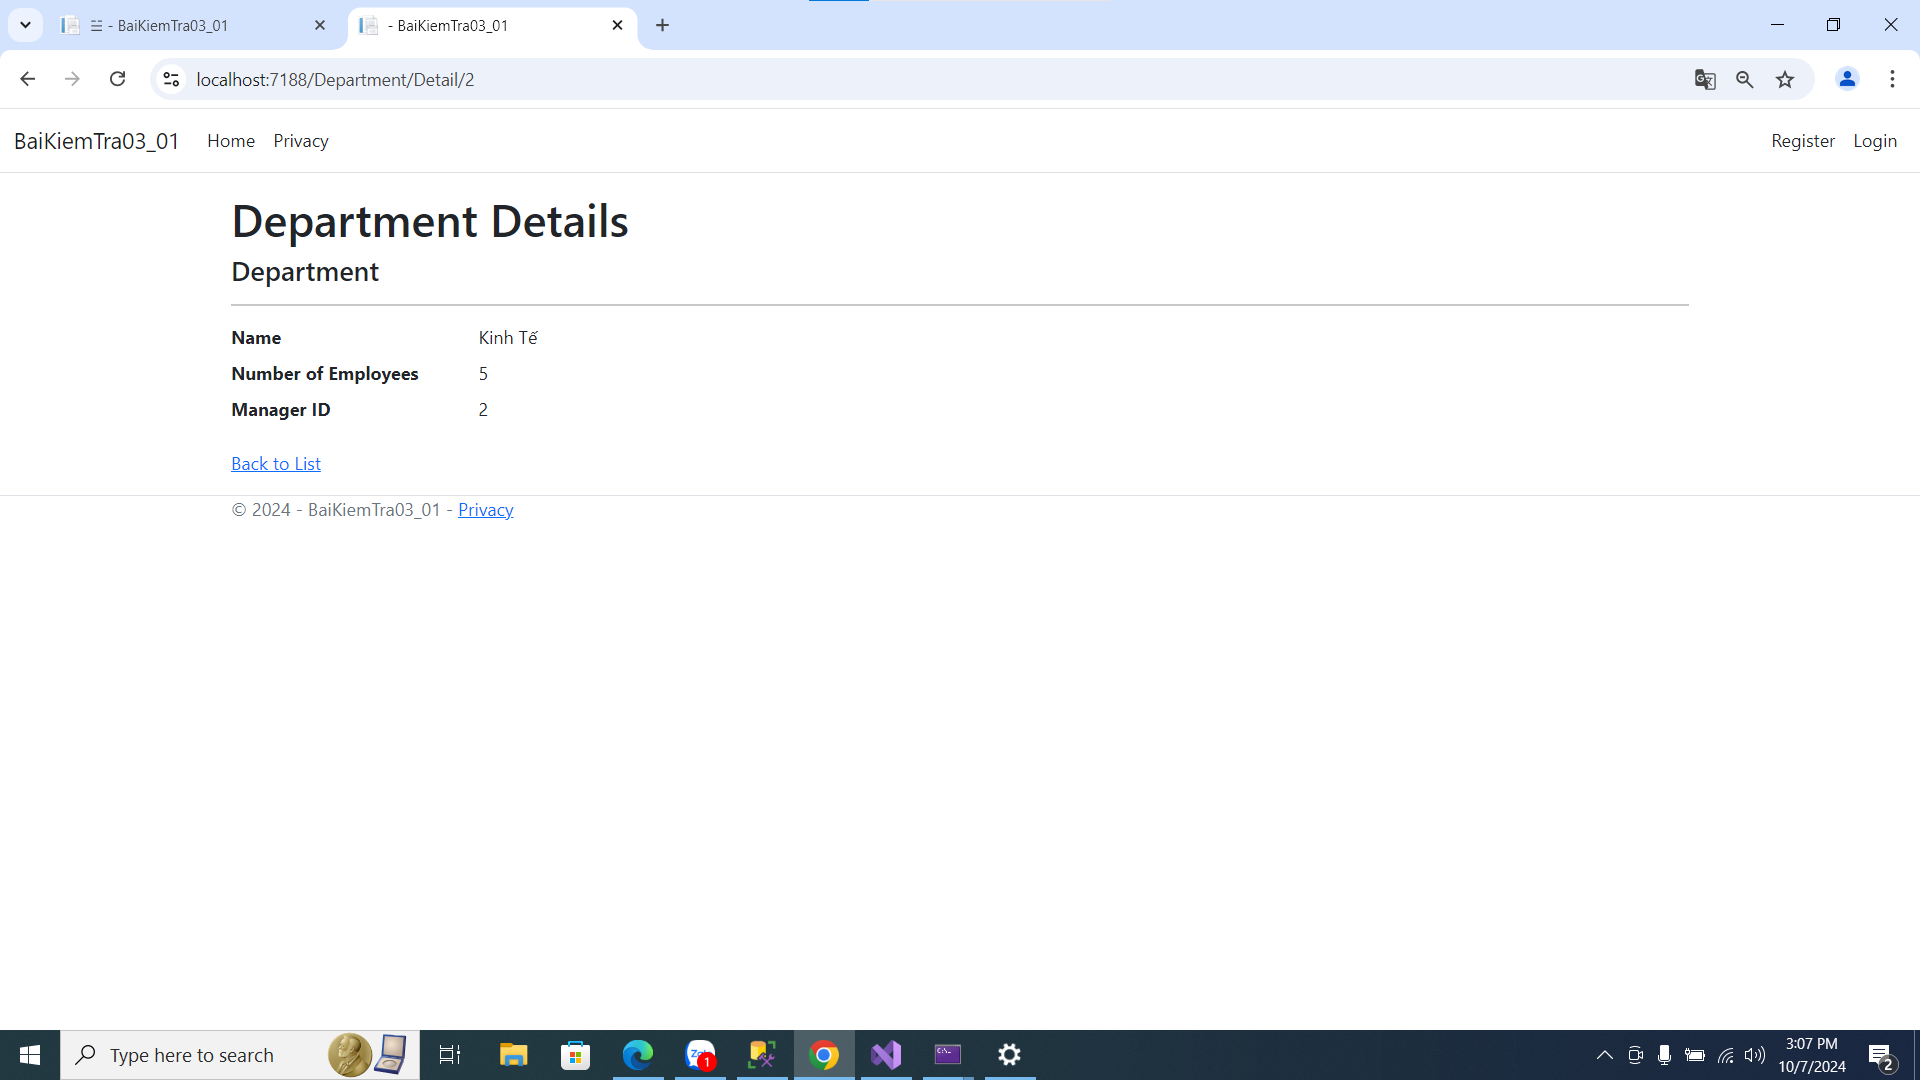 ☰ - BaiKiemTra03_01
- BaiKiemTra03_01
localhost:7188/Department/Detail/2
BaiKiemTra03_01 Home Privacy Register Login
Department Details
Department
Name Kinh Tế
Number of Employees 5
Manager ID 2
Back to List
© 2024 - BaiKiemTra03_01 - Privacy
Type here to search
1
3:07 PM
10/7/2024
2